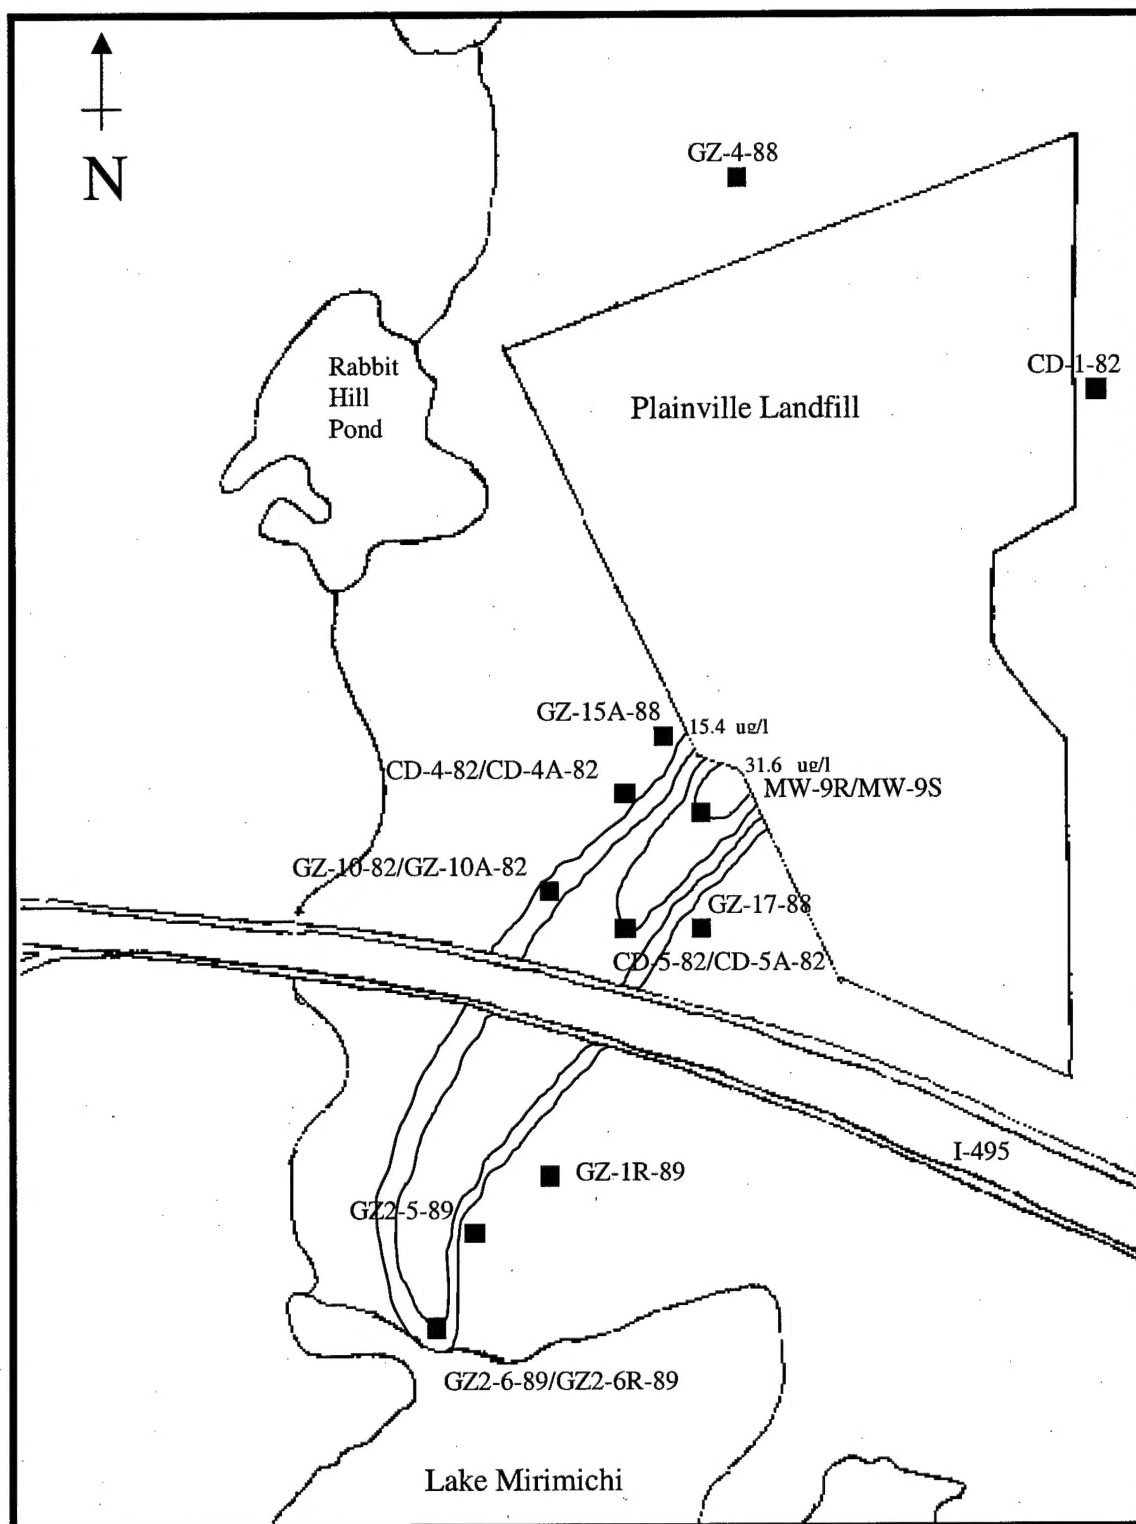 GZ-4-88
N
CD-1-82
Rabbit
Hill
Pond
Plainville Landfill
GZ-15A-88
15.4 ug/l
CD-4-82/CD-4A-82
31.6 ug/l
MW-9R/MW-9S
GZ-10-82/GZ-10A-82
GZ-17-88
CD-5-82/CD-5A-82
I-495
GZ-1R-89
GZ2-5-89
GZ2-6-89/GZ2-6R-89
Lake Mirimichi